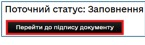 Поточний статус: Заповнення
Перейти до підпису документу